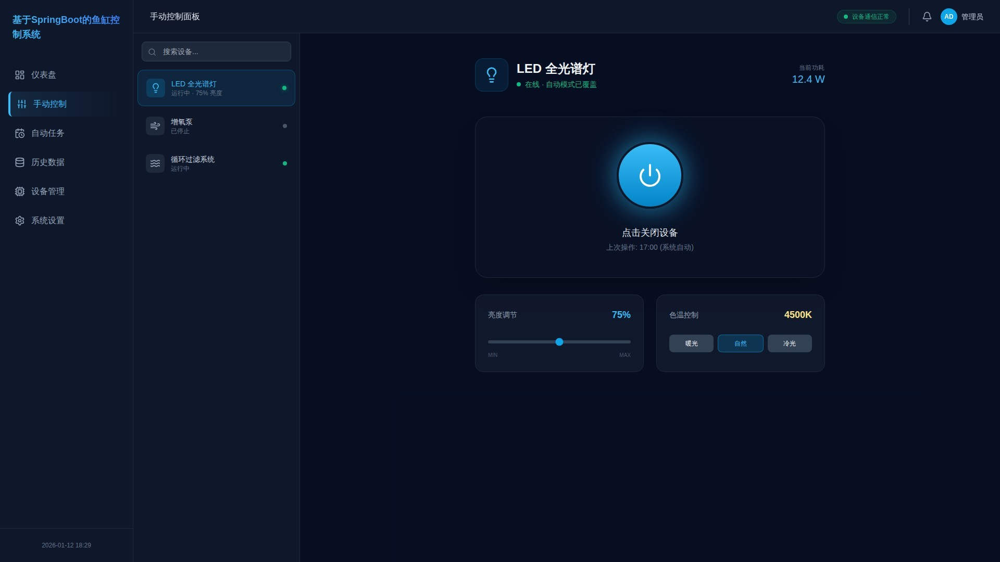 基于SpringBoot的鱼缸控
制系统
仪表盘
手动控制
自动任务
历史数据
设备管理
系统设置
2026-01-12 18:29
手动控制面板
设备通信正常
AD
管理员
搜索设备...
LED 全光谱灯
运行中 · 75% 亮度
增氧泵
已停止
循环过滤系统
运行中
LED 全光谱灯
在线 · 自动模式已覆盖
当前功耗
12.4 W
点击关闭设备
上次操作: 17:00 (系统自动)
亮度调节
75%
MIN
MAX
色温控制
4500K
暖光
自然
冷光